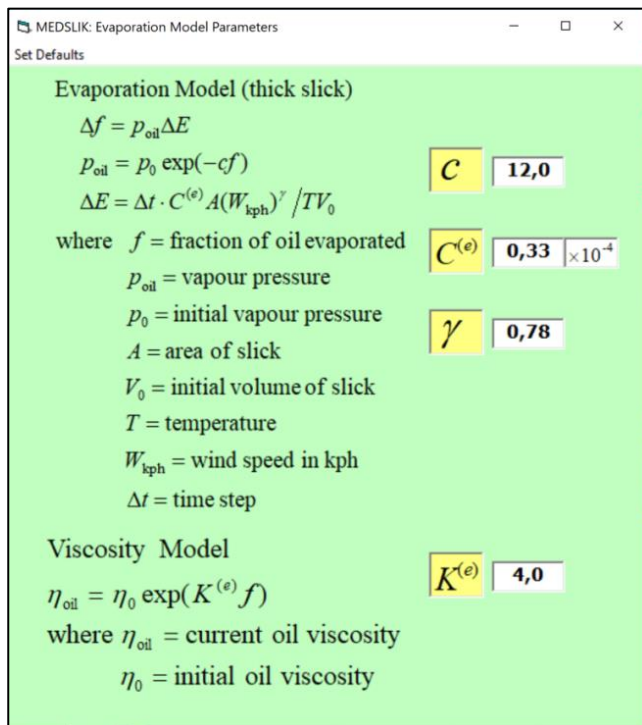 MEDSLIK: Evaporation Model Parameters
Set Defaults
Evaporation Model (thick slick)
Δf = p_oil ΔE
p_oil = p_0 exp(−cf)
C 12,0
ΔE = Δt · C^(e) A(W_kph)^γ / TV_0
where f = fraction of oil evaporated
C^(e) 0,33 ×10^-4
p_oil = vapour pressure
p_0 = initial vapour pressure
γ 0,78
A = area of slick
V_0 = initial volume of slick
T = temperature
W_kph = wind speed in kph
Δt = time step
Viscosity Model
K^(e) 4,0
η_oil = η_0 exp(K^(e) f)
where η_oil = current oil viscosity
η_0 = initial oil viscosity